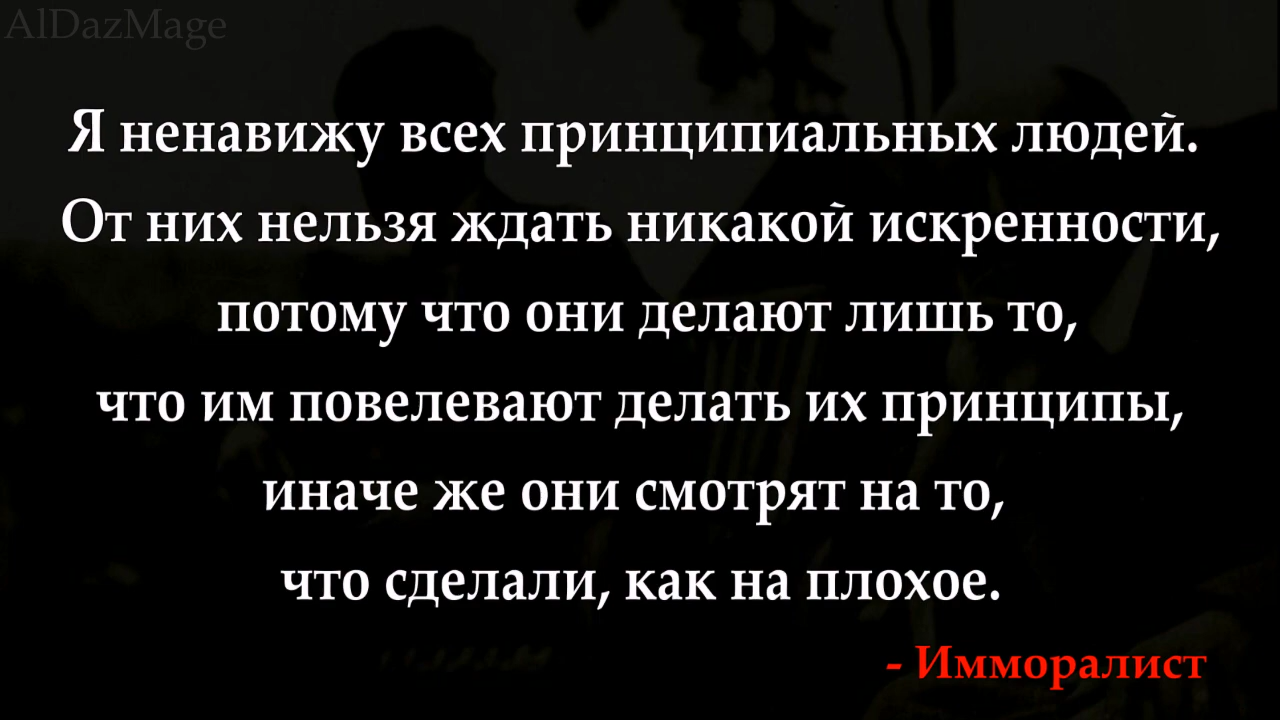 AlDazMage
Я ненавижу всех принципиальных людей.
От них нельзя ждать никакой искренности,
потому что они делают лишь то,
что им повелевают делать их принципы,
иначе же они смотрят на то,
что сделали, как на плохое.
- Имморалист